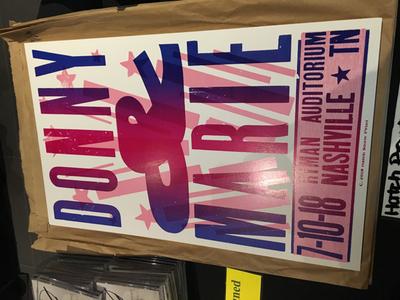 DONNY
&
MARIE
RYMAN AUDITORIUM
7-10-18 NASHVILLE ★ TN
Hatch